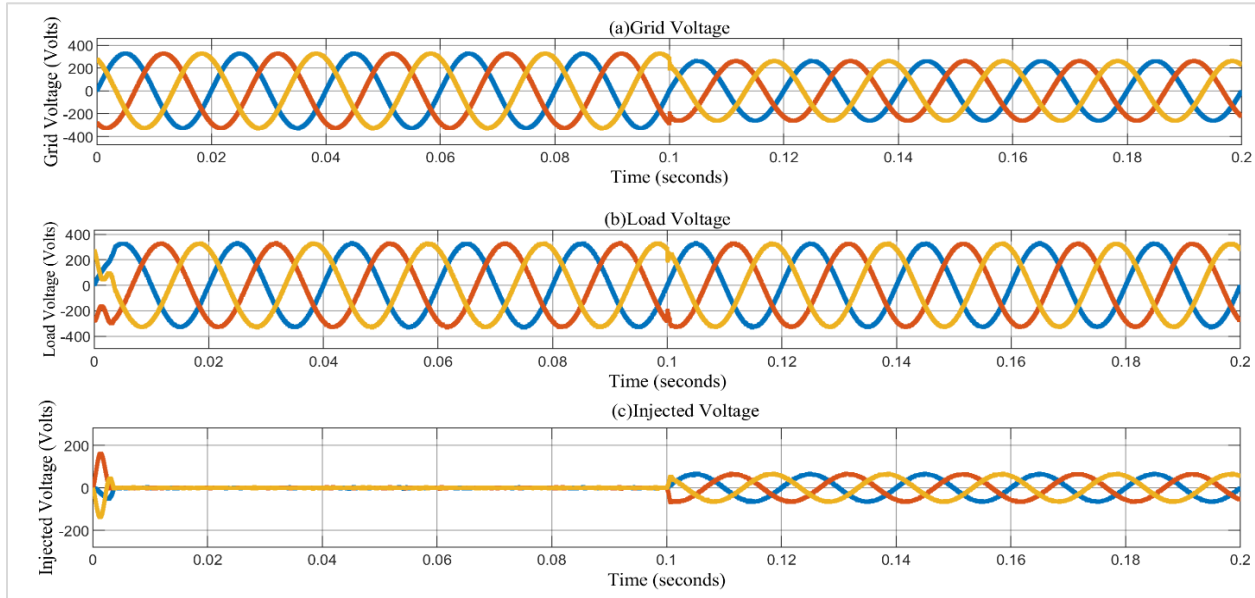 (a)Grid Voltage
Grid Voltage (Volts)
400
200
0
-200
-400
0 0.02 0.04 0.06 0.08 0.1 0.12 0.14 0.16 0.18 0.2
Time (seconds)
(b)Load Voltage
Load Voltage (Volts)
400
200
0
-200
-400
0 0.02 0.04 0.06 0.08 0.1 0.12 0.14 0.16 0.18 0.2
Time (seconds)
(c)Injected Voltage
Injected Voltage (Volts)
200
0
-200
0 0.02 0.04 0.06 0.08 0.1 0.12 0.14 0.16 0.18 0.2
Time (seconds)